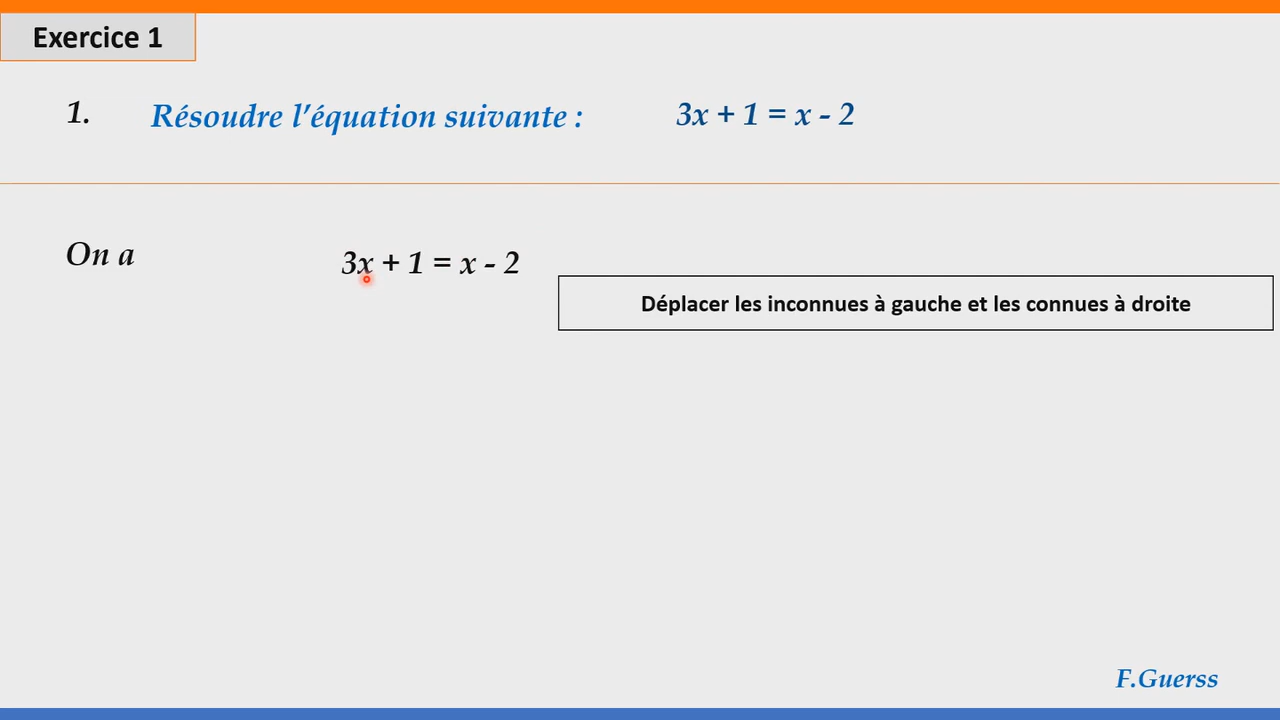 Exercice 1
1. Résoudre l’équation suivante : 3x + 1 = x - 2
On a 3x + 1 = x - 2
Déplacer les inconnues à gauche et les connues à droite
F.Guerss